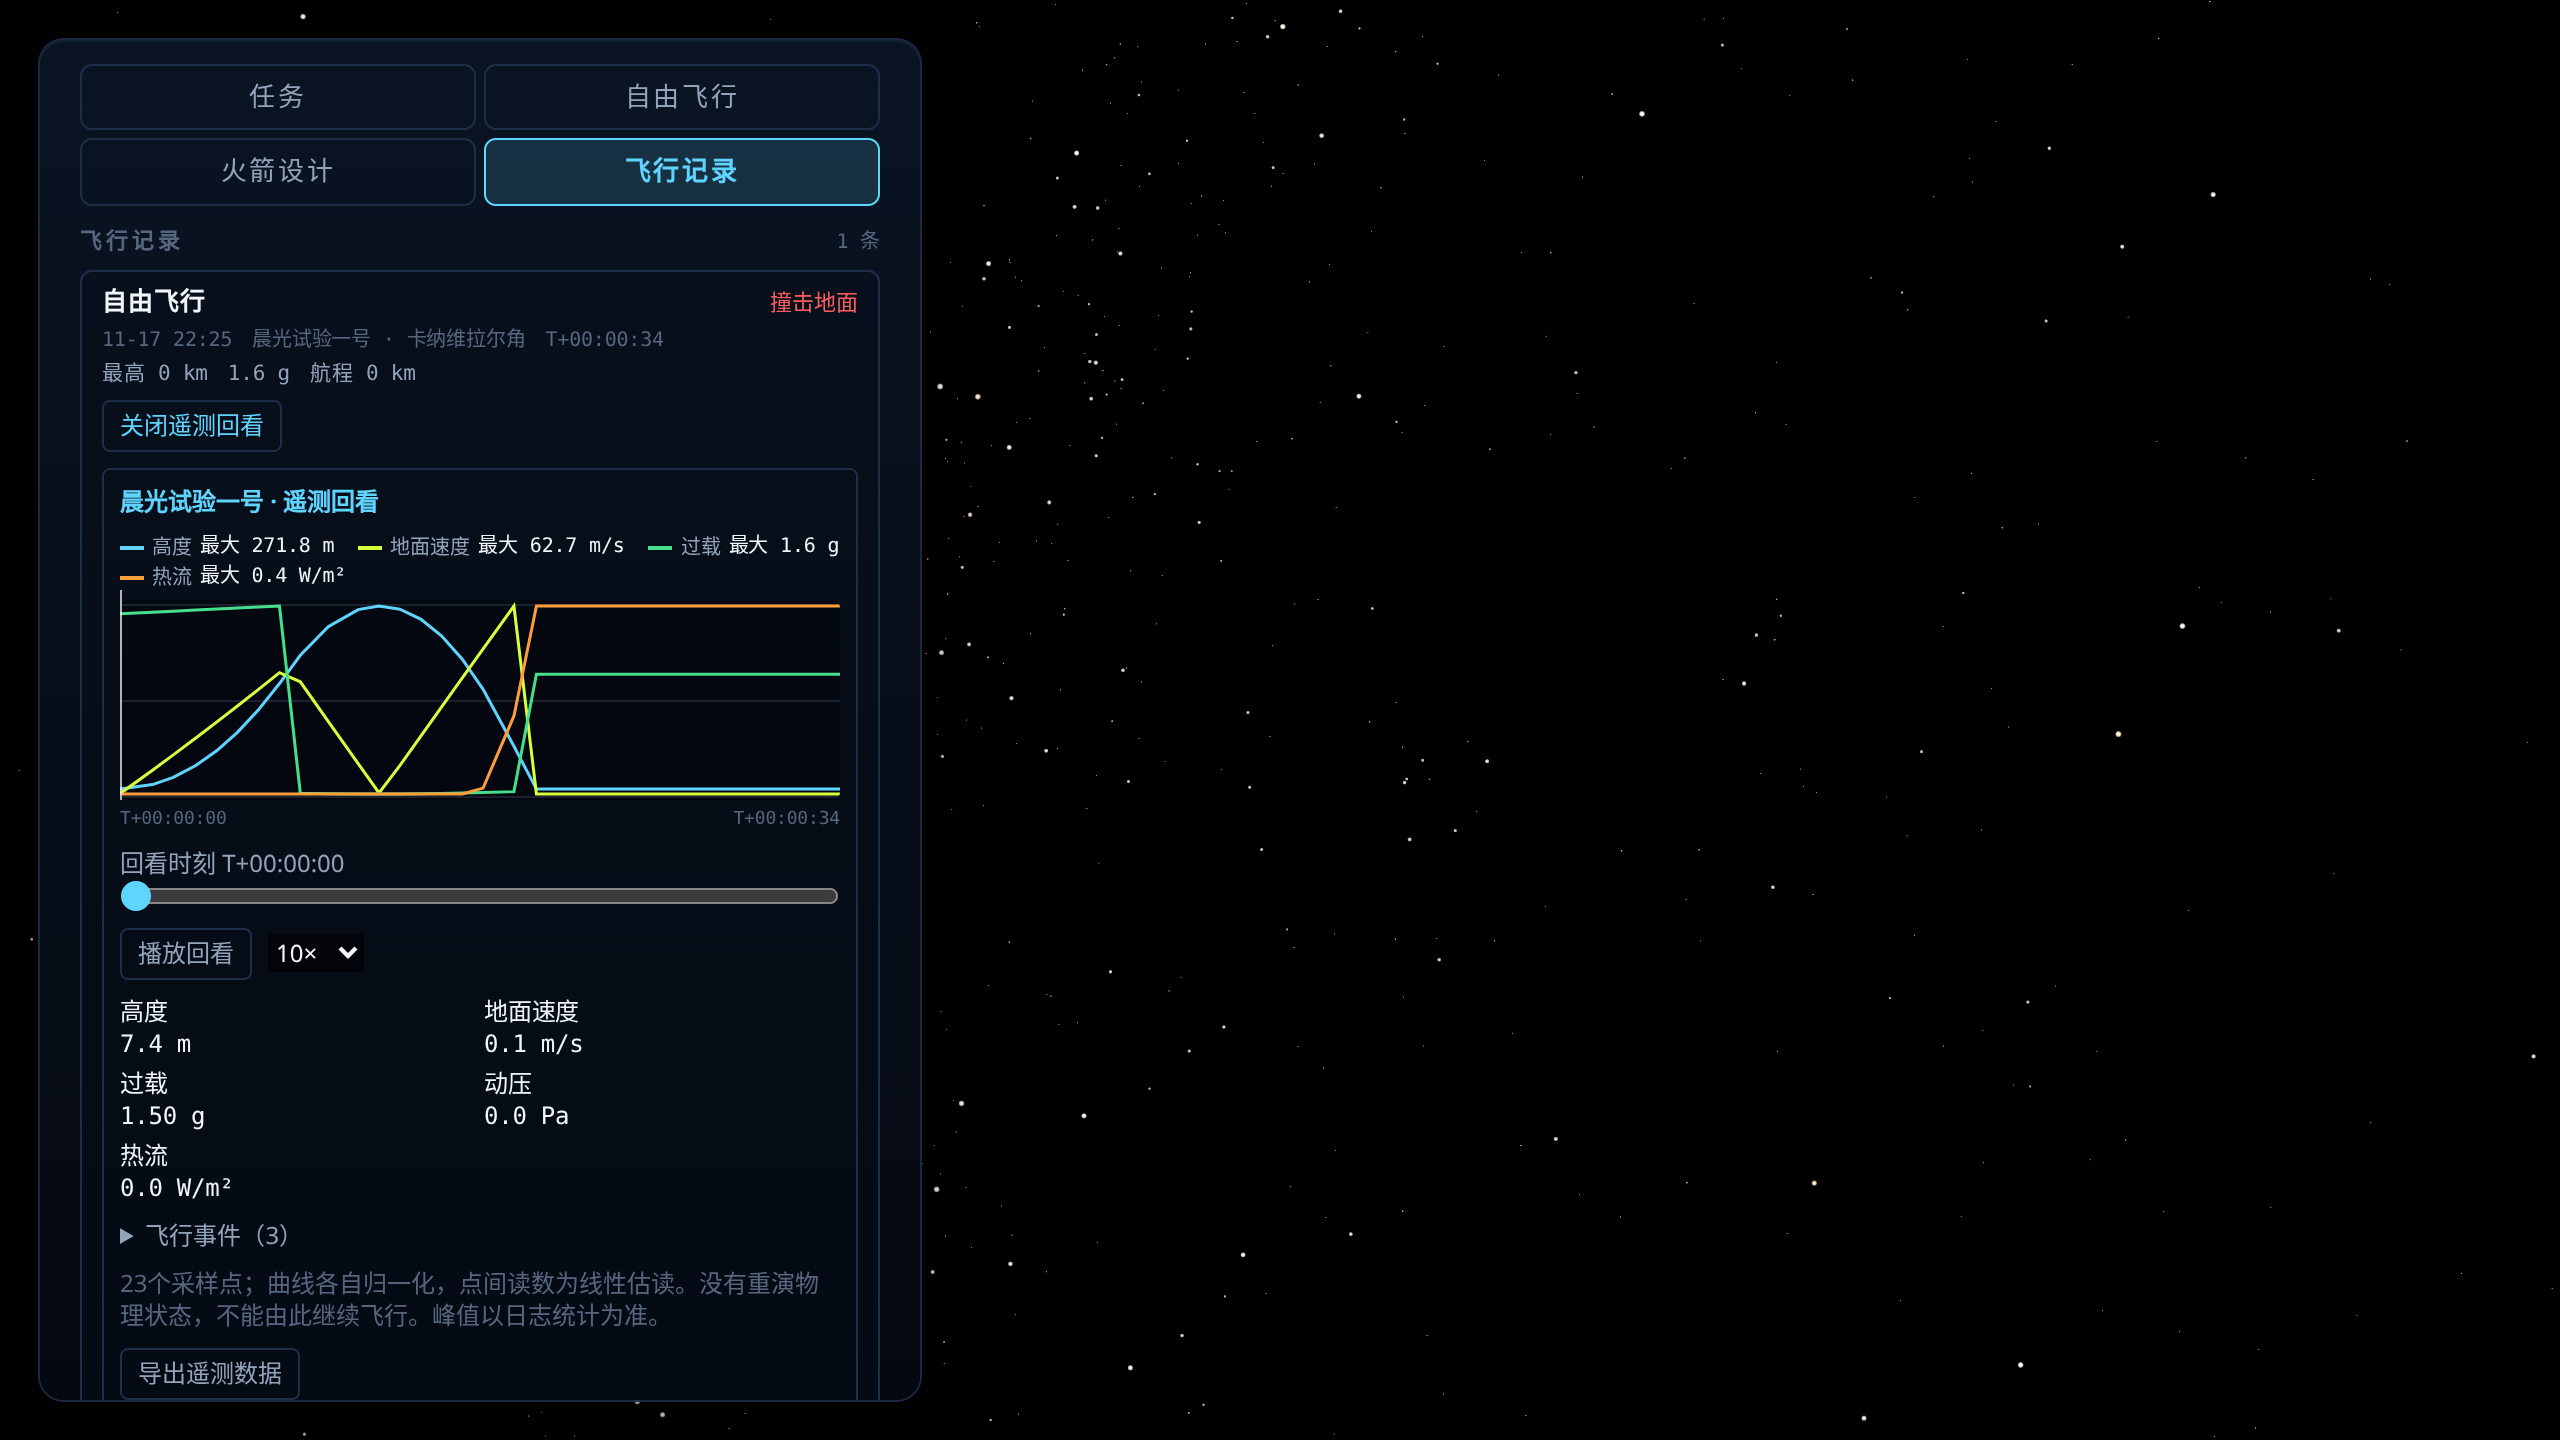 任务
自由飞行
火箭设计
飞行记录
飞行记录
1 条
自由飞行
撞击地面
11-17 22:25 晨光试验一号 · 卡纳维拉尔角 T+00:00:34
最高 0 km 1.6 g 航程 0 km
关闭遥测回看
晨光试验一号 · 遥测回看
高度 最大 271.8 m 地面速度 最大 62.7 m/s 过载 最大 1.6 g
热流 最大 0.4 W/m²
T+00:00:00
T+00:00:34
回看时刻 T+00:00:00
播放回看
10×
高度
7.4 m
地面速度
0.1 m/s
过载
1.50 g
动压
0.0 Pa
热流
0.0 W/m²
飞行事件（3）
23个采样点；曲线各自归一化，点间读数为线性估读。没有重演物
理状态，不能由此继续飞行。峰值以日志统计为准。
导出遥测数据